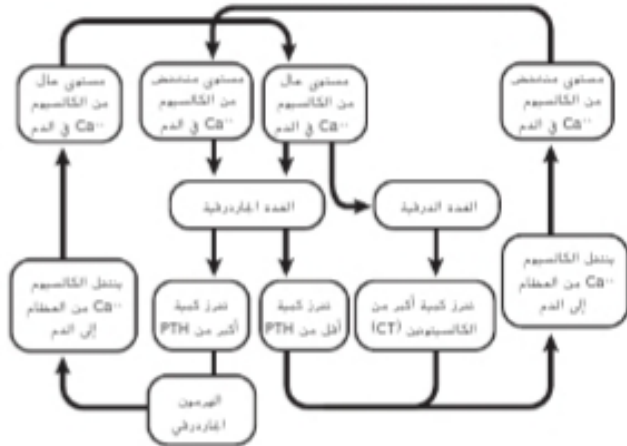 مستوى عال
من الكالسيوم
Ca⁺⁺ في الدم
مستوى منخفض
من الكالسيوم
Ca⁺⁺ في الدم
مستوى عال
من الكالسيوم
Ca⁺⁺ في الدم
مستوى منخفض
من الكالسيوم
Ca⁺⁺ في الدم
الغدة الجاردرقية
الغدة الدرقية
ينتقل الكالسيوم
Ca⁺⁺ من العظام
إلى الدم
تفرز كمية
أكبر من PTH
تفرز كمية
أقل من PTH
تفرز كمية أكبر من
الكالسيتونين (CT)
ينتقل الكالسيوم
Ca⁺⁺ من العظام
إلى الدم
الهرمون
الجاردرقي